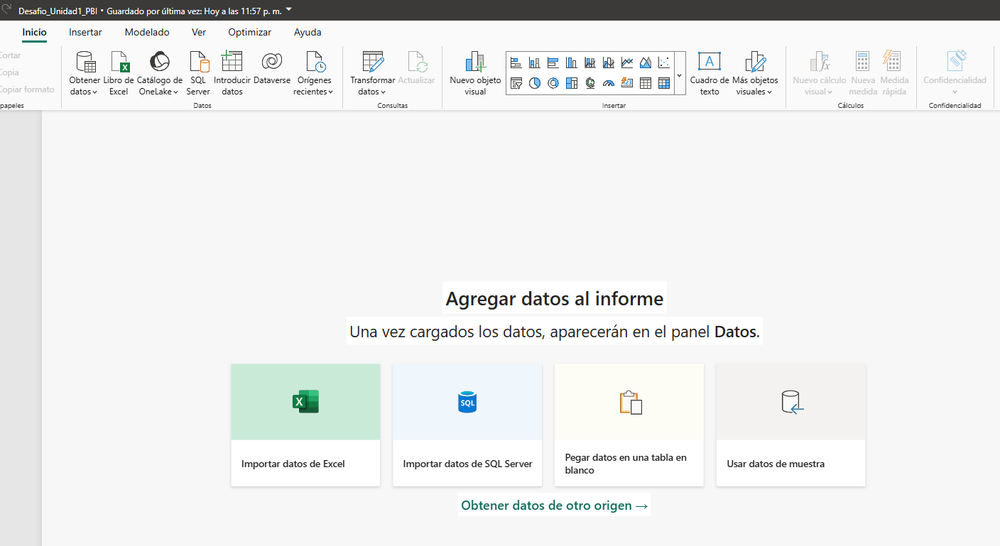 Desafio_Unidad1_PBI • Guardado por última vez: Hoy a las 11:57 p. m.
Inicio Insertar Modelado Ver Optimizar Ayuda
Cortar
Copia
Copiar formato
papeles
Obtener datos
Libro de Excel
Catálogo de OneLake
SQL Server
Introducir datos
Dataverse
Orígenes recientes
Datos
Transformar datos
Actualizar
Consultas
Nuevo objeto visual
Cuadro de texto
Más objetos visuales
Insertar
Nuevo cálculo visual
Nueva medida
Medida rápida
Cálculos
Confidencialidad
Confidencialidad
Agregar datos al informe
Una vez cargados los datos, aparecerán en el panel Datos.
X
SQL
Importar datos de Excel
Importar datos de SQL Server
Pegar datos en una tabla en
blanco
Usar datos de muestra
Obtener datos de otro origen →